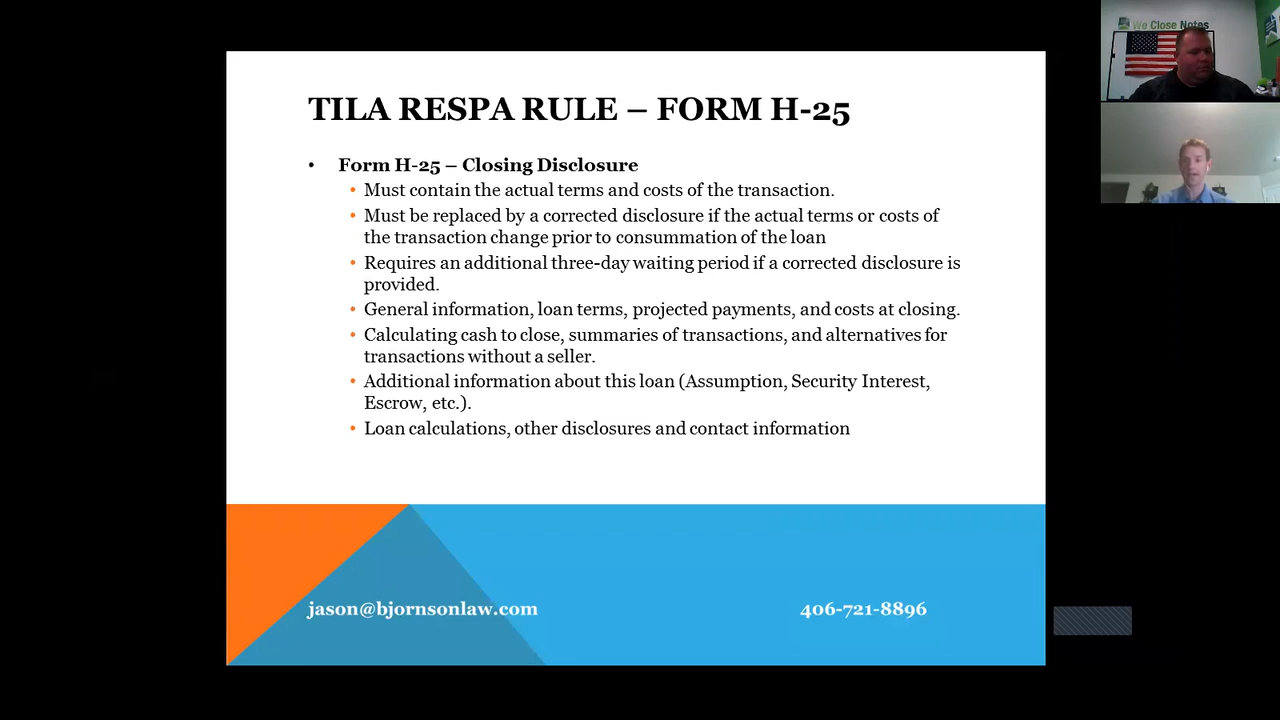 We Close Notes
TILA RESPA RULE – FORM H-25
• Form H-25 – Closing Disclosure
• Must contain the actual terms and costs of the transaction.
• Must be replaced by a corrected disclosure if the actual terms or costs of
the transaction change prior to consummation of the loan
• Requires an additional three-day waiting period if a corrected disclosure is
provided.
• General information, loan terms, projected payments, and costs at closing.
• Calculating cash to close, summaries of transactions, and alternatives for
transactions without a seller.
• Additional information about this loan (Assumption, Security Interest,
Escrow, etc.).
• Loan calculations, other disclosures and contact information
jason@bjornsonlaw.com
406-721-8896